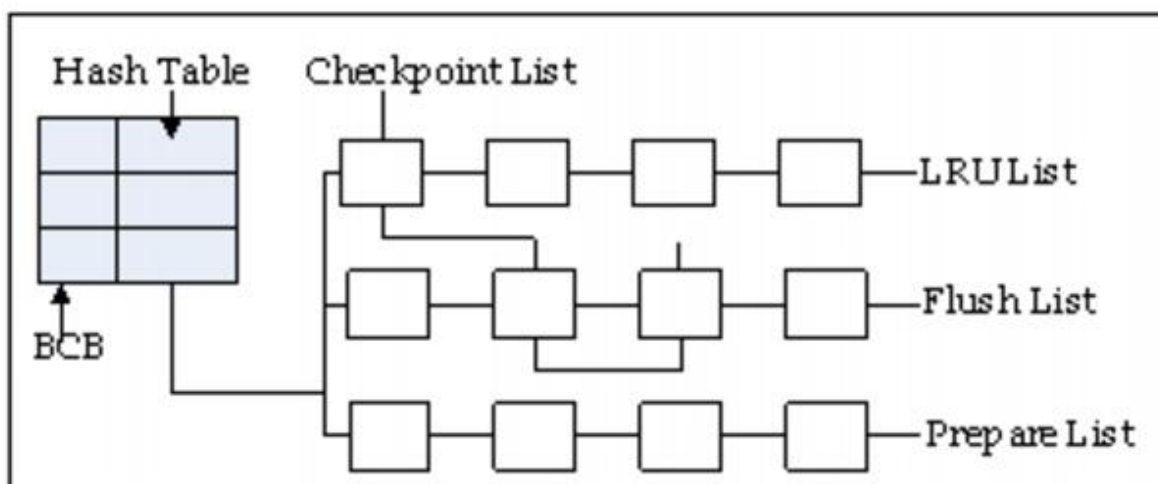 Hash Table
Checkpoint List
LRU List
Flush List
BCB
Prepare List